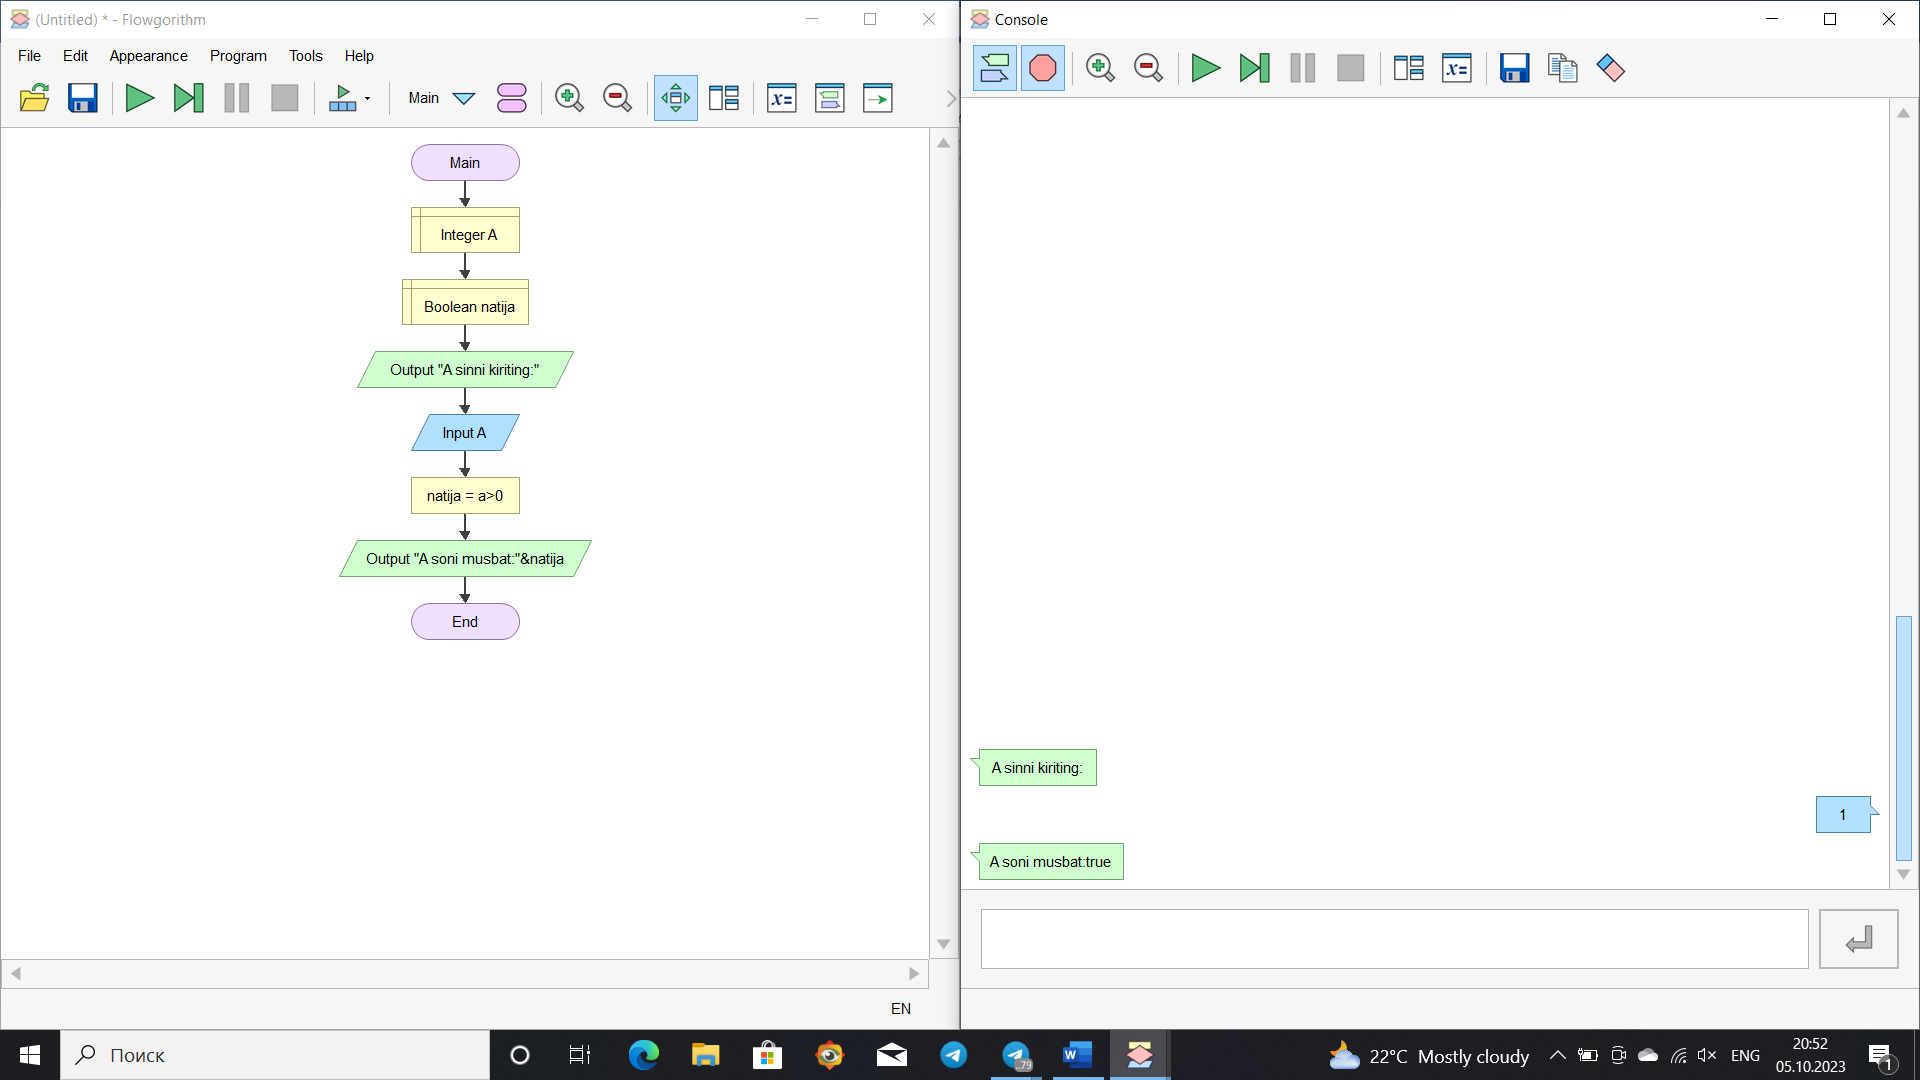 (Untitled) * - Flowgorithm
File Edit Appearance Program Tools Help
Main
Main
Integer A
Boolean natija
Output "A sinni kiriting:"
Input A
natija = a>0
Output "A soni musbat:"&natija
End
EN
Console
x=
A sinni kiriting:
1
A soni musbat:true
Поиск
..79
22°C Mostly cloudy
ENG
20:52
05.10.2023
1